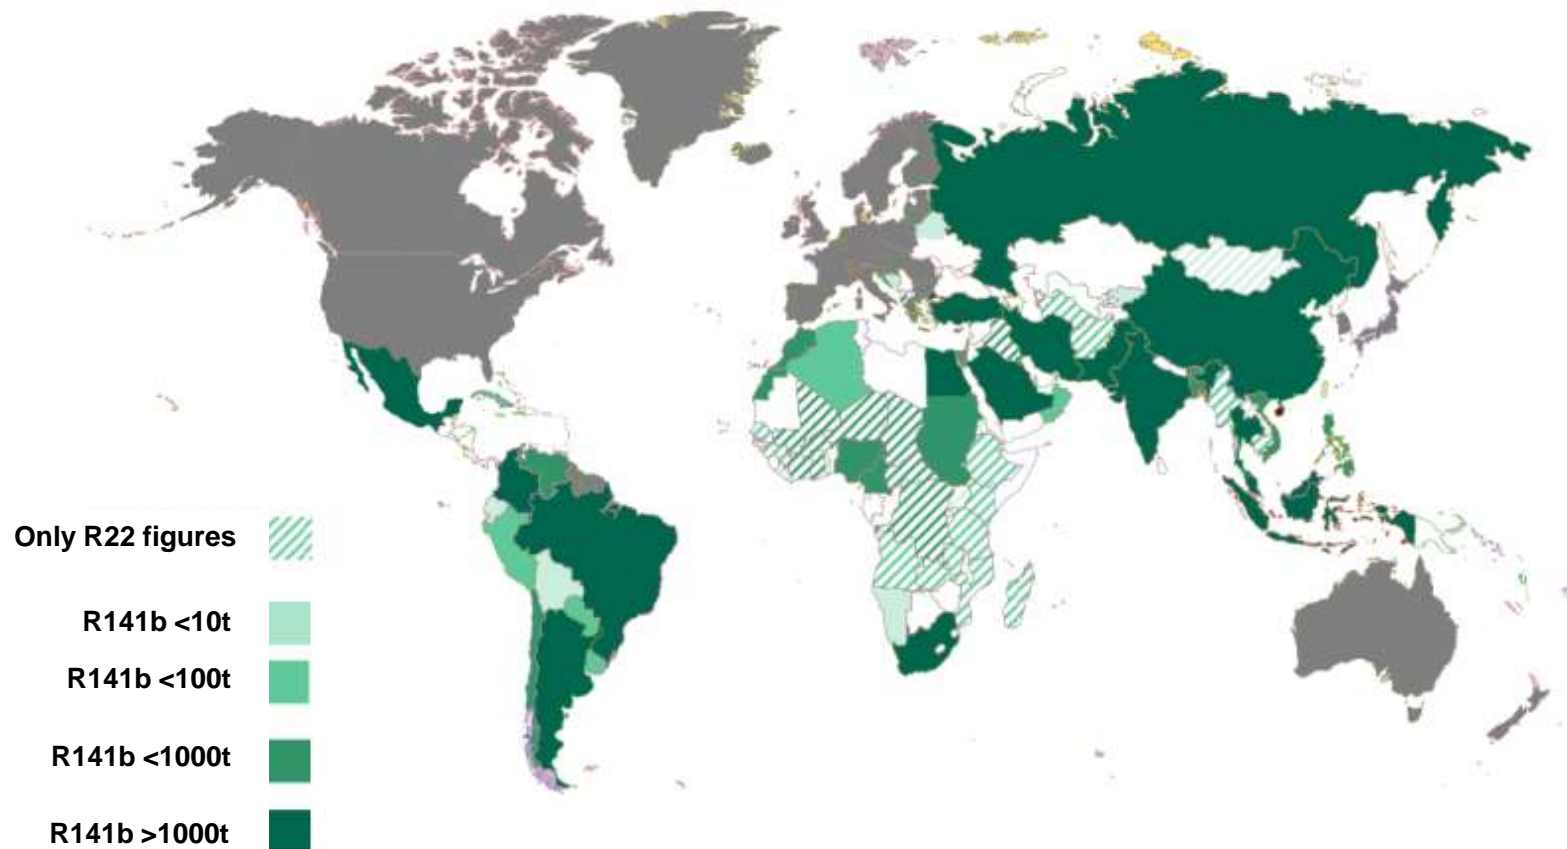 Only R22 figures
R141b <10t
R141b <100t
R141b <1000t
R141b >1000t